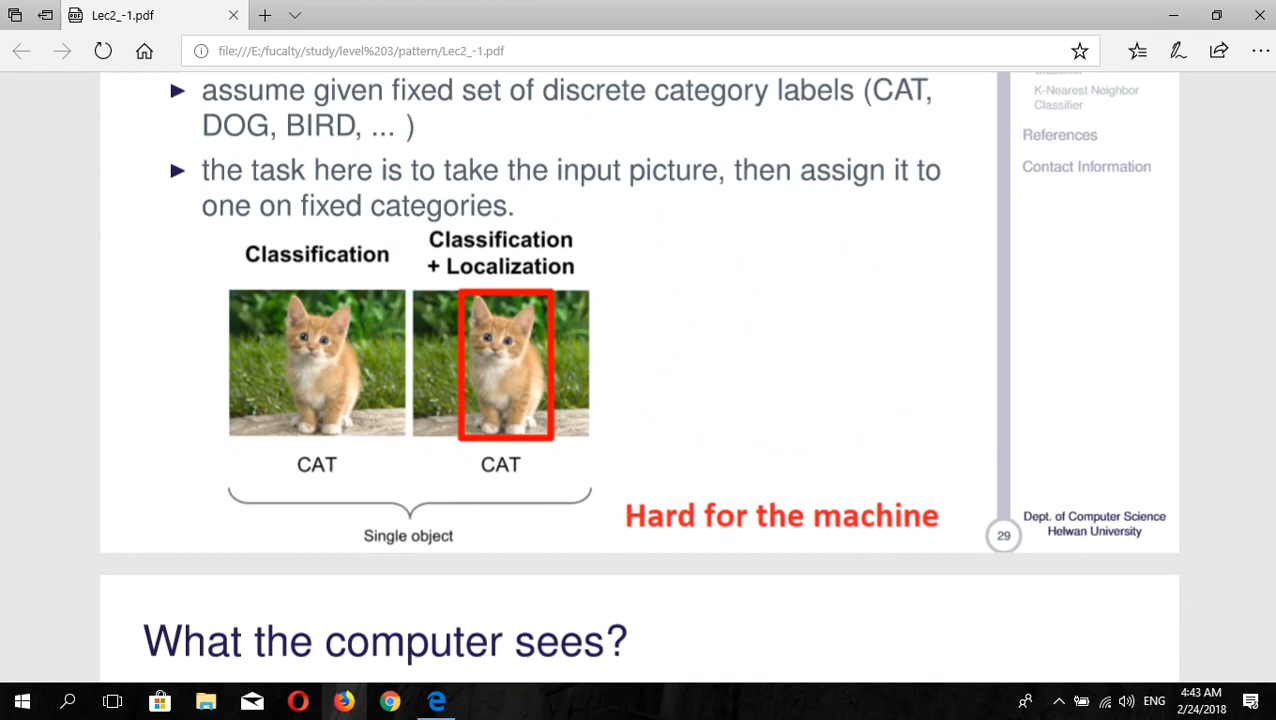 Lec2_-1.pdf
file:///E:/fucalty/study/level%203/pattern/Lec2_-1.pdf
assume given fixed set of discrete category labels (CAT,
DOG, BIRD, ... )
the task here is to take the input picture, then assign it to
one on fixed categories.
Classification
Classification
+ Localization
CAT
CAT
Single object
Hard for the machine
K-Nearest Neighbor
Classifier
References
Contact Information
29
Dept. of Computer Science
Helwan University
What the computer sees?
ENG
4:43 AM
2/24/2018